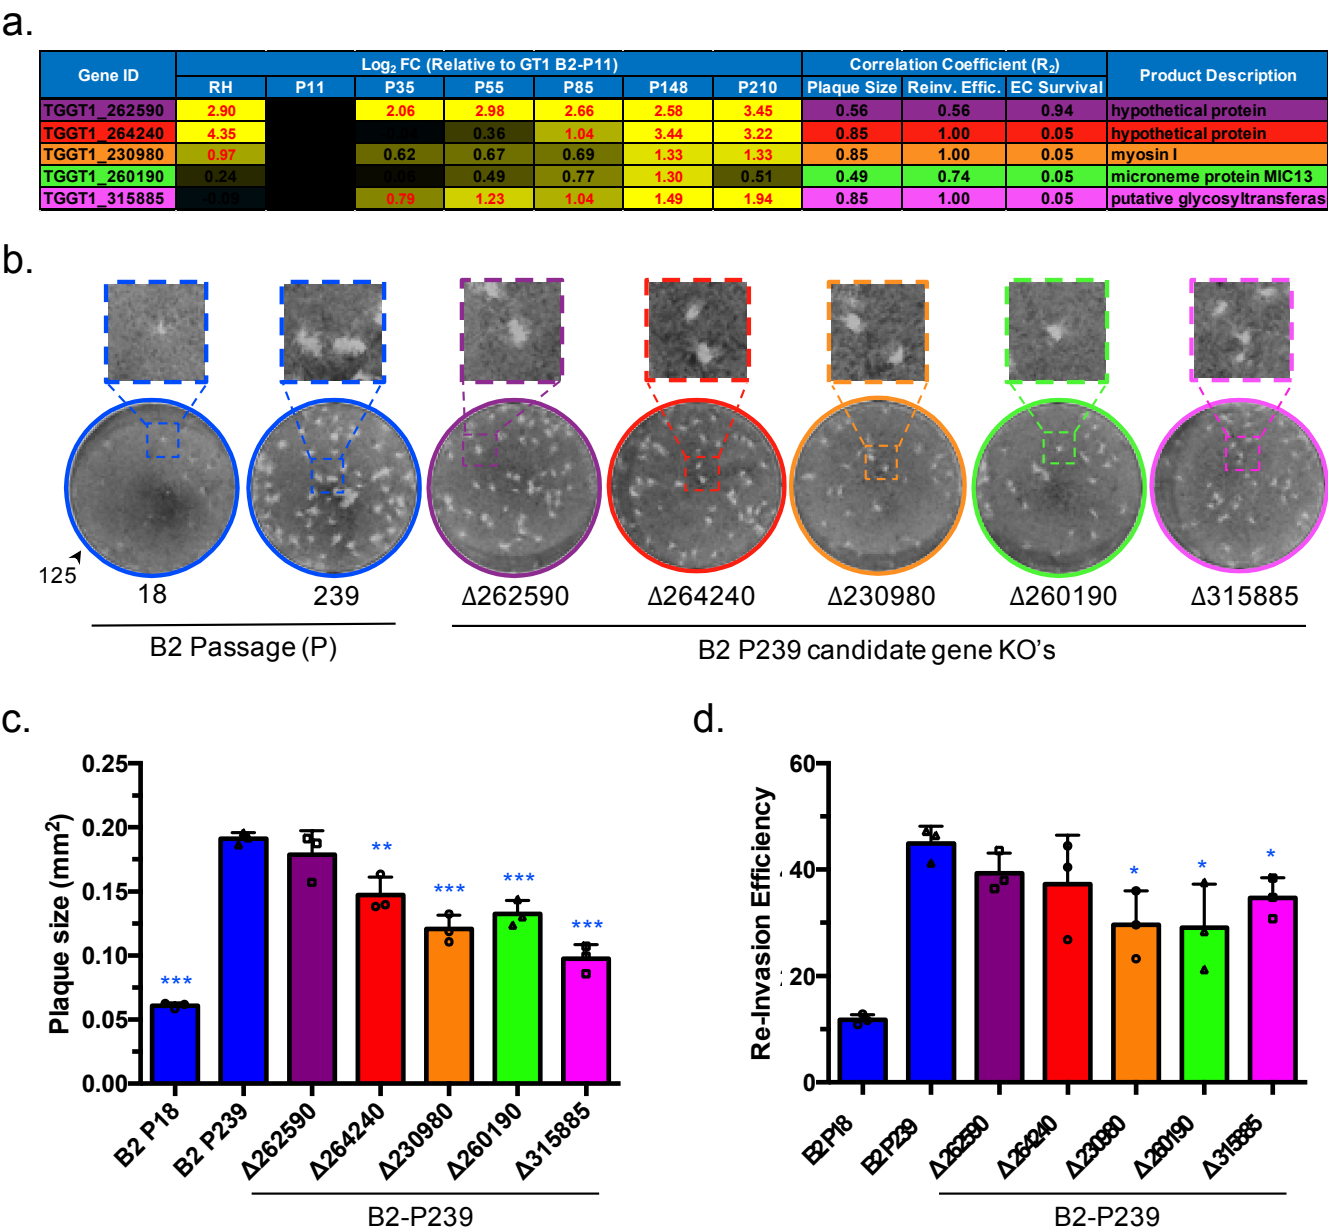 a.
Gene ID Log2 FC (Relative to GT1 B2-P11) Correlation Coefficient (R2) Product Description
RH P11 P35 P55 P85 P148 P210 Plaque Size Reinv. Effic. EC Survival
TGGT1_262590 2.90 2.06 2.98 2.66 2.58 3.45 0.56 0.56 0.94 hypothetical protein
TGGT1_264240 4.35 0.36 1.04 3.44 3.22 0.85 1.00 0.05 hypothetical protein
TGGT1_230980 0.97 0.62 0.67 0.69 1.33 1.33 0.85 1.00 0.05 myosin I
TGGT1_260190 0.24 0.06 0.49 0.77 1.30 0.51 0.49 0.74 0.05 microneme protein MIC13
TGGT1_315885 -0.09 0.79 1.23 1.04 1.49 1.94 0.85 1.00 0.05 putative glycosyltransferas
b.
125
18 239 Δ262590 Δ264240 Δ230980 Δ260190 Δ315885
B2 Passage (P) B2 P239 candidate gene KO's
c.
Plaque size (mm2)
0.25
0.20
0.15
0.10
0.05
0.00
***
**
***
***
***
B2 P18 B2 P239 Δ262590 Δ264240 Δ230980 Δ260190 Δ315885
B2-P239
d.
Re-Invasion Efficiency
60
40
20
0
*
*
*
B2 P18 B2 P239 Δ262590 Δ264240 Δ230980 Δ260190 Δ315885
B2-P239